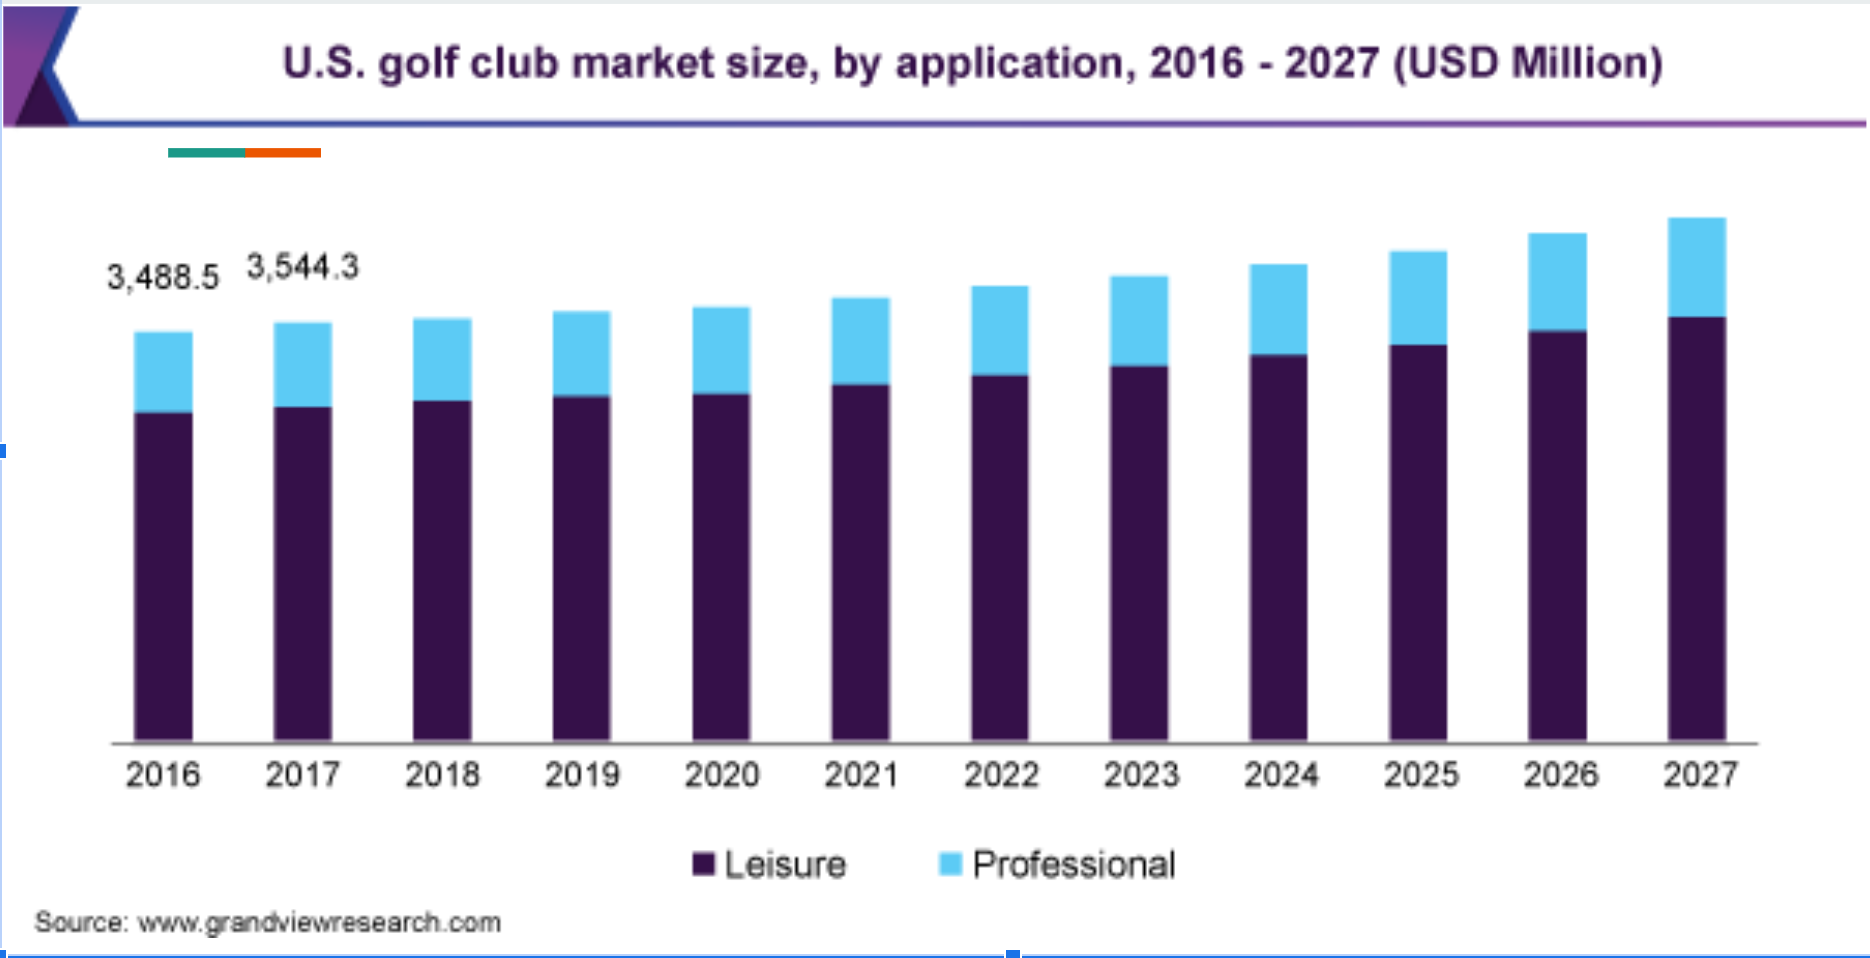 U.S. golf club market size, by application, 2016 - 2027 (USD Million)
3,488.5 3,544.3
2016 2017 2018 2019 2020 2021 2022 2023 2024 2025 2026 2027
Leisure Professional
Source: www.grandviewresearch.com